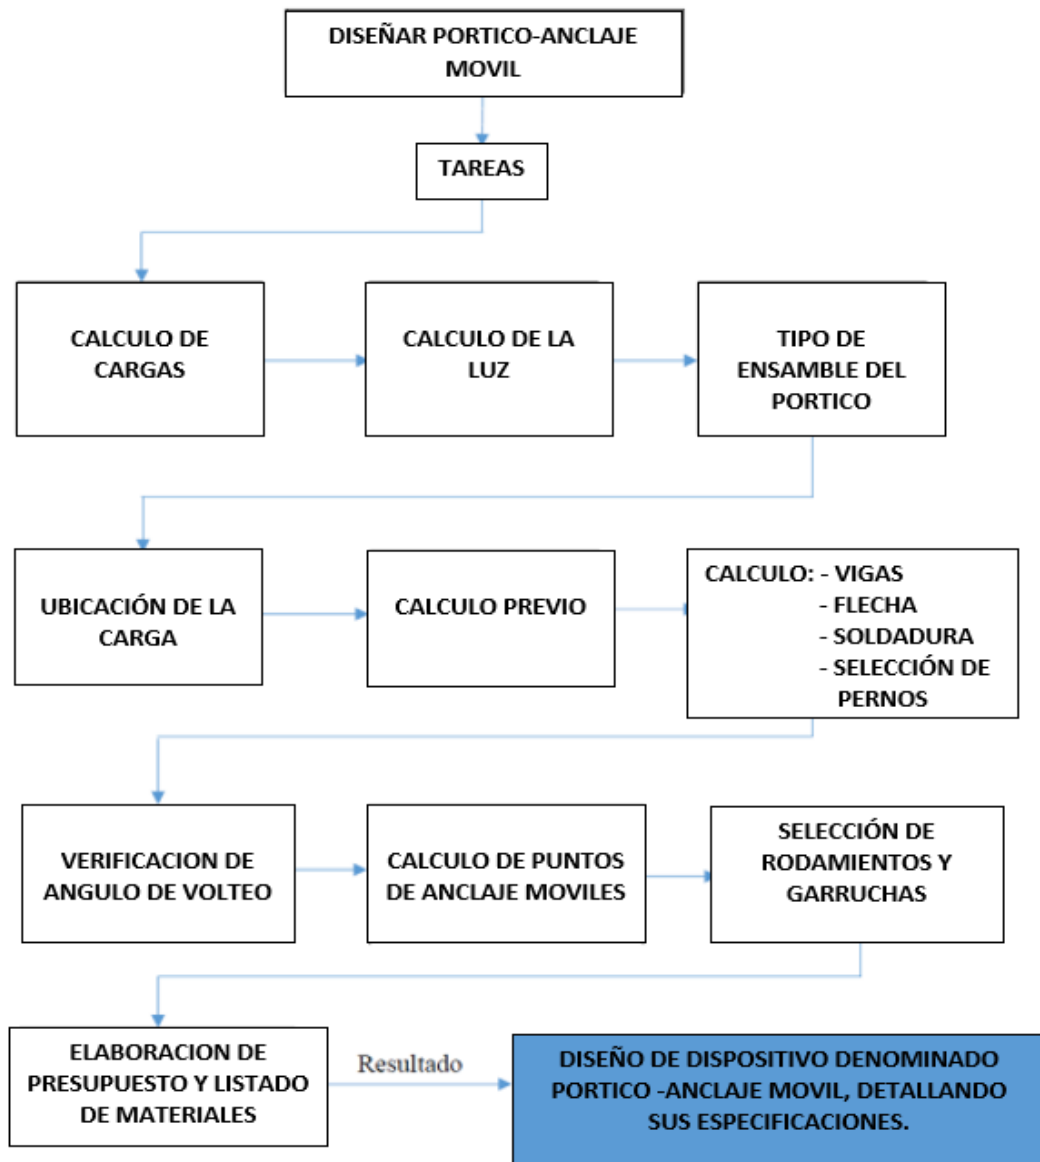 DISEÑAR PORTICO-ANCLAJE
MOVIL
TAREAS
CALCULO DE
CARGAS
CALCULO DE LA
LUZ
TIPO DE
ENSAMBLE DEL
PORTICO
UBICACIÓN DE LA
CARGA
CALCULO PREVIO
CALCULO: - VIGAS
- FLECHA
- SOLDADURA
- SELECCIÓN DE
PERNOS
VERIFICACION DE
ANGULO DE VOLTEO
CALCULO DE PUNTOS
DE ANCLAJE MOVILES
SELECCIÓN DE
RODAMIENTOS Y
GARRUCHAS
ELABORACION DE
PRESUPUESTO Y LISTADO
DE MATERIALES
Resultado
DISEÑO DE DISPOSITIVO DENOMINADO
PORTICO -ANCLAJE MOVIL, DETALLANDO
SUS ESPECIFICACIONES.